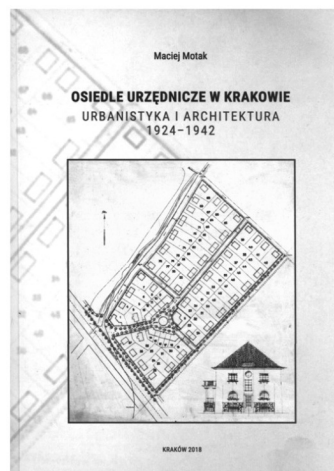 Maciej Motak
OSIEDLE URZĘDNICZE W KRAKOWIE
URBANISTYKA I ARCHITEKTURA
1924–1942
KRAKÓW 2018